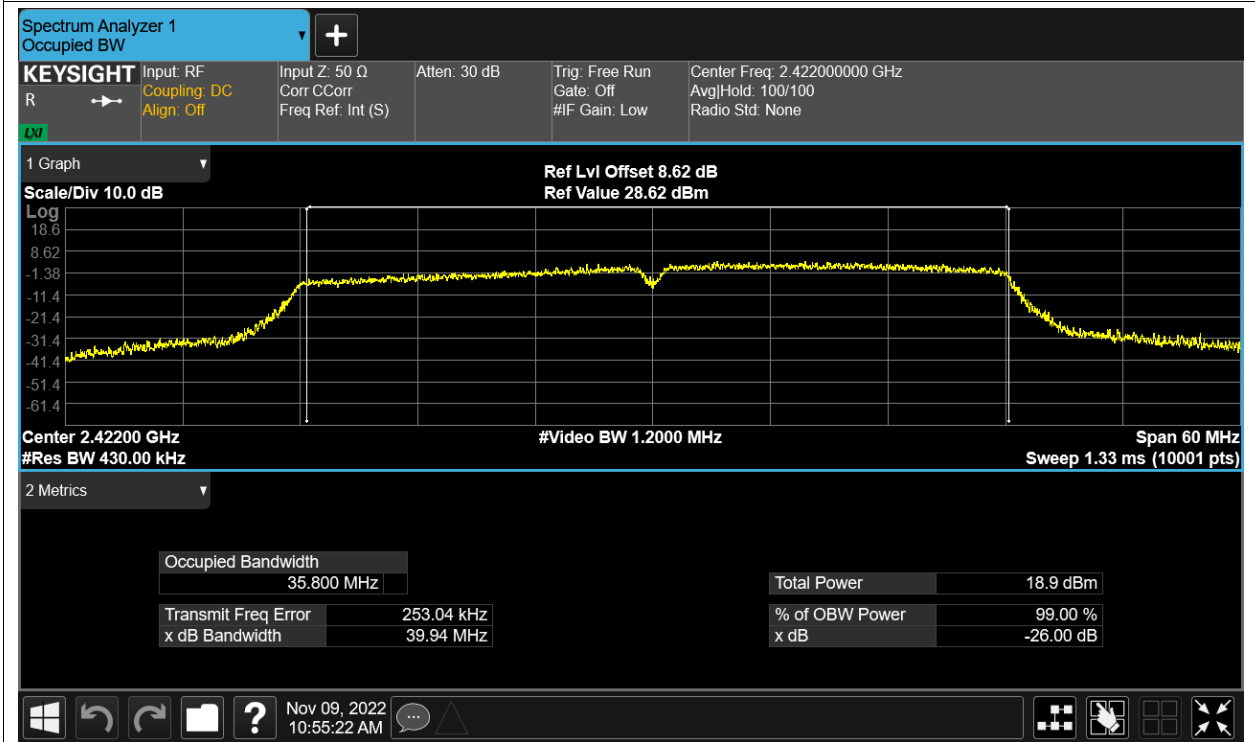 Spectrum Analyzer 1
Occupied BW
KEYSIGHT
R
LXI
Input: RF
Coupling: DC
Align: Off
Input Z: 50 Ω
Corr CCorr
Freq Ref: Int (S)
Atten: 30 dB
Trig: Free Run
Gate: Off
#IF Gain: Low
Center Freq: 2.422000000 GHz
Avg|Hold: 100/100
Radio Std: None
1 Graph
Scale/Div 10.0 dB
Ref Lvl Offset 8.62 dB
Ref Value 28.62 dBm
Log
18.6
8.62
-1.38
-11.4
-21.4
-31.4
-41.4
-51.4
-61.4
Center 2.42200 GHz
#Video BW 1.2000 MHz
Span 60 MHz
#Res BW 430.00 kHz
Sweep 1.33 ms (10001 pts)
2 Metrics
Occupied Bandwidth
35.800 MHz
Total Power 18.9 dBm
Transmit Freq Error 253.04 kHz
% of OBW Power 99.00 %
x dB Bandwidth 39.94 MHz
x dB -26.00 dB
?
Nov 09, 2022
10:55:22 AM